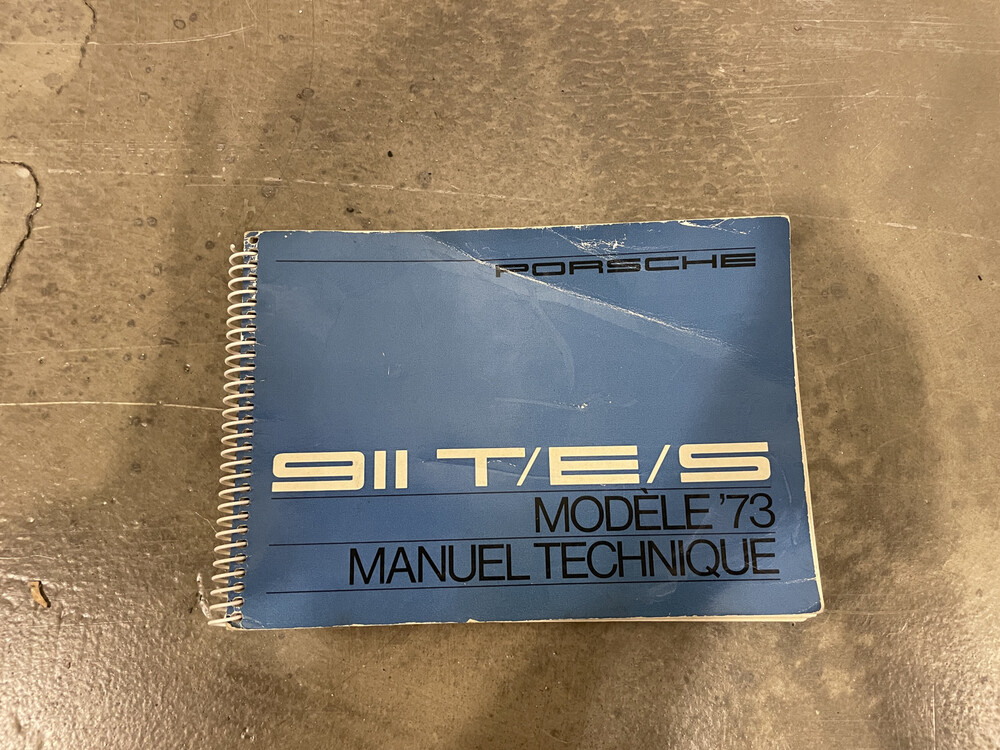 PORSCHE
911 T/E/S
MODÈLE '73
MANUEL TECHNIQUE